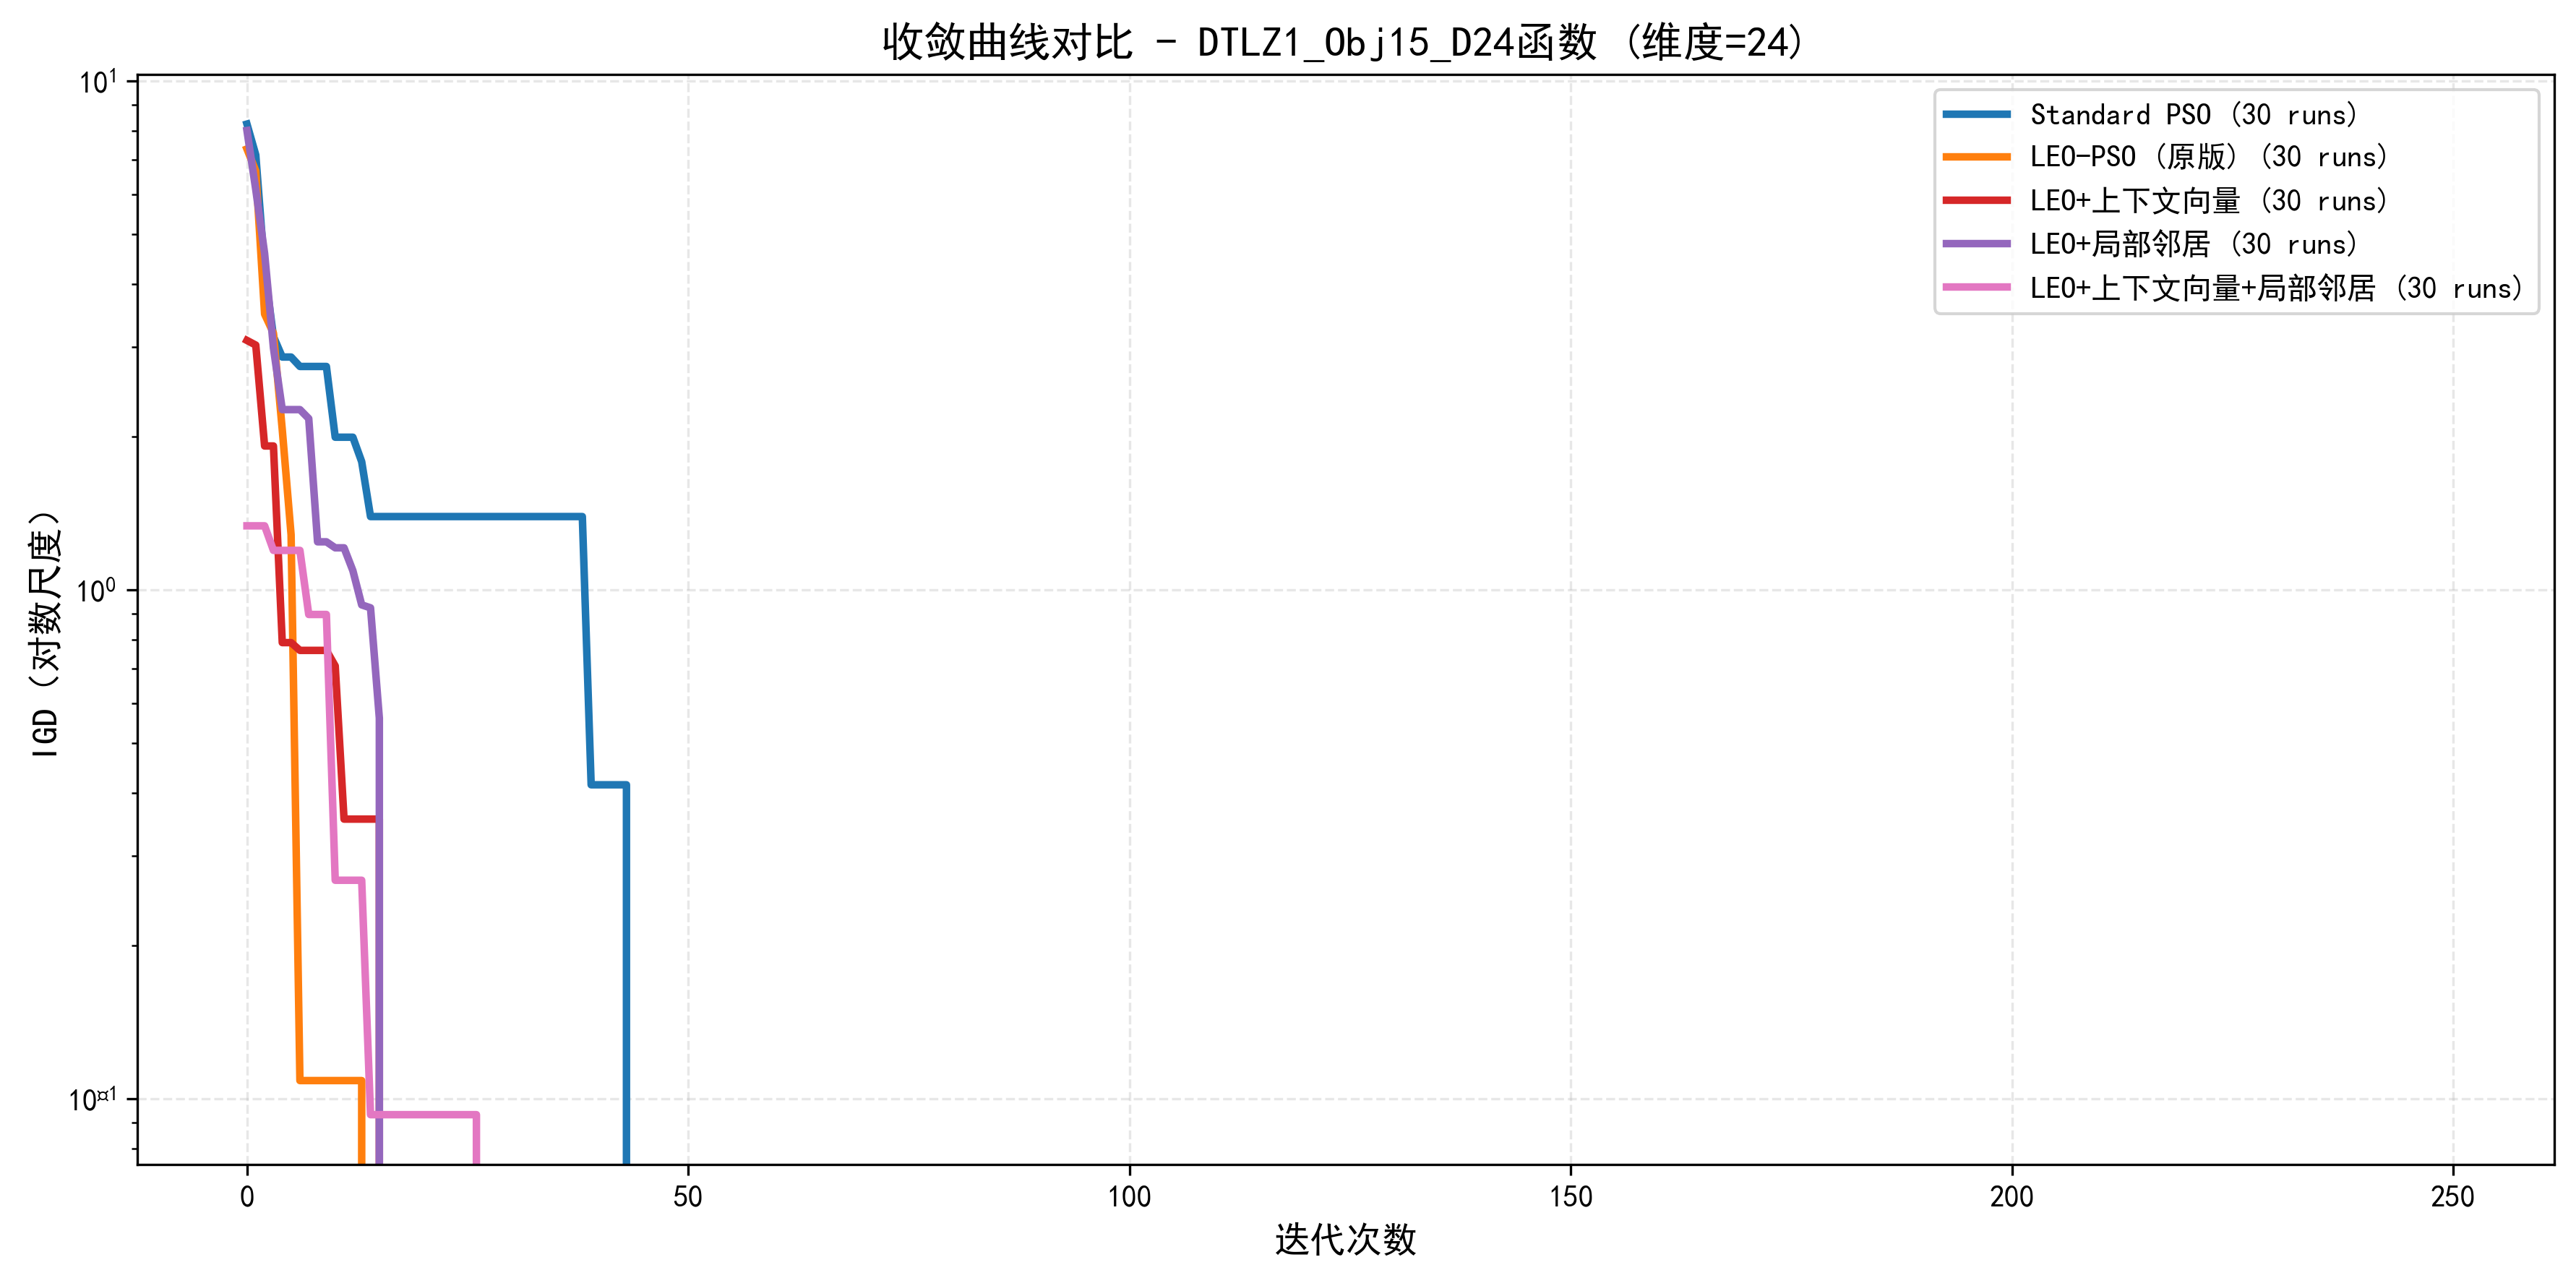 收敛曲线对比 - DTLZ1_Obj15_D24函数 (维度=24)
10¹
10⁰
10¤¹
IGD (对数尺度)
Standard PSO (30 runs)
LEO-PSO (原版) (30 runs)
LEO+上下文向量 (30 runs)
LEO+局部邻居 (30 runs)
LEO+上下文向量+局部邻居 (30 runs)
0 50 100 150 200 250
迭代次数